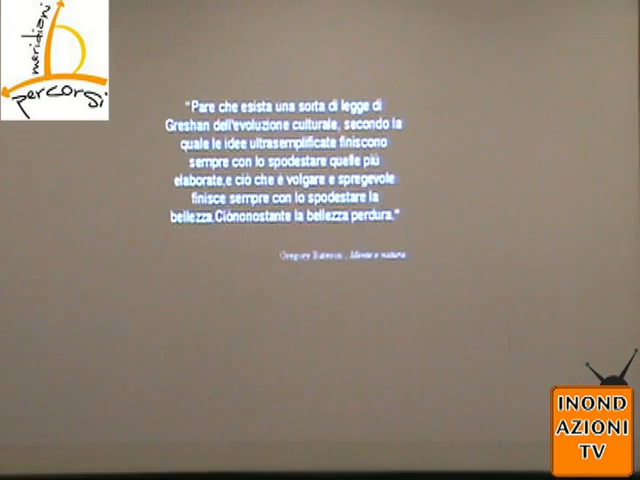 meridiani
percorsi
"Pare che esista una sorta di legge di
Greshan dell'evoluzione culturale, secondo la
quale le idee ultrasemplificate finiscono
sempre con lo spodestare quelle più
elaborate,e ciò che è volgare e spregevole
finisce sempre con lo spodestare la
bellezza.Ciònonostante la bellezza perdura."
Gregory Bateson , Mente e natura
INOND
AZIONI
TV